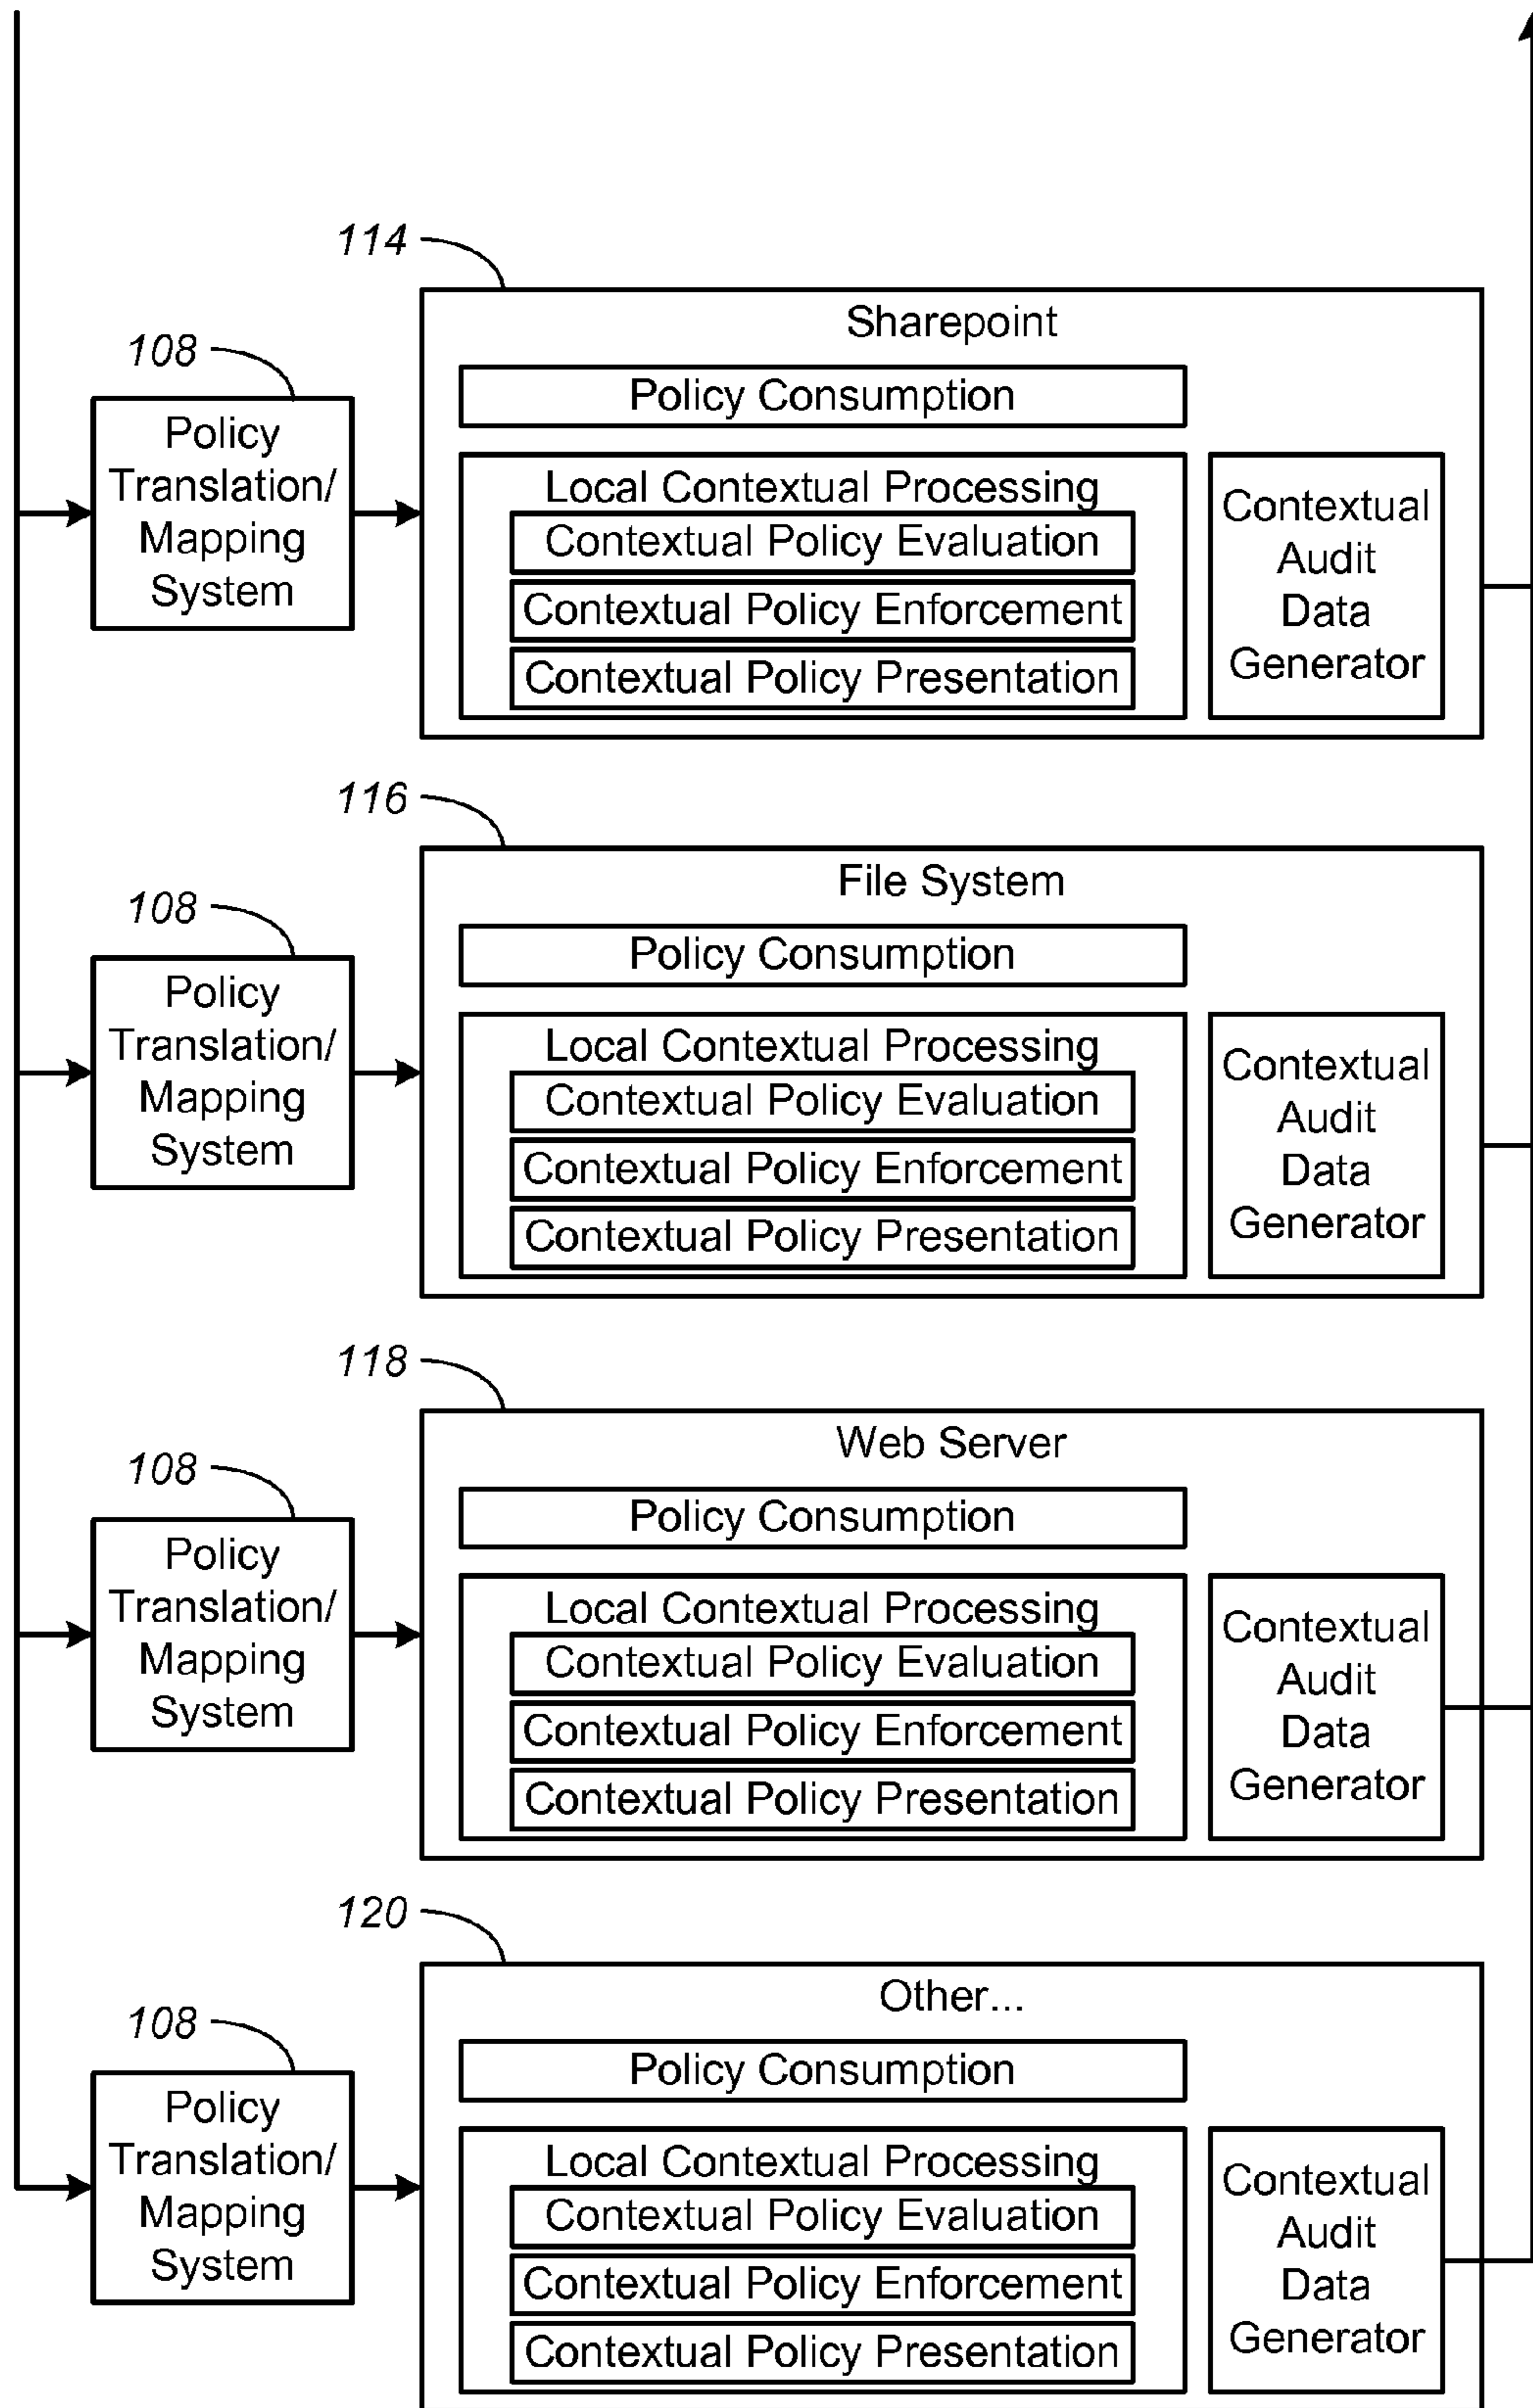 114
Sharepoint
108
Policy Consumption
Policy
Translation/
Mapping
System
Local Contextual Processing
Contextual Policy Evaluation
Contextual Policy Enforcement
Contextual Policy Presentation
Contextual
Audit
Data
Generator
116
File System
108
Policy Consumption
Policy
Translation/
Mapping
System
Local Contextual Processing
Contextual Policy Evaluation
Contextual Policy Enforcement
Contextual Policy Presentation
Contextual
Audit
Data
Generator
118
Web Server
108
Policy Consumption
Policy
Translation/
Mapping
System
Local Contextual Processing
Contextual Policy Evaluation
Contextual Policy Enforcement
Contextual Policy Presentation
Contextual
Audit
Data
Generator
120
Other...
108
Policy Consumption
Policy
Translation/
Mapping
System
Local Contextual Processing
Contextual Policy Evaluation
Contextual Policy Enforcement
Contextual Policy Presentation
Contextual
Audit
Data
Generator